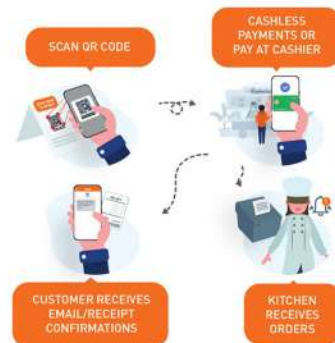 SCAN QR CODE
CASHLESS
PAYMENTS OR
PAY AT CASHIER
CUSTOMER RECEIVES
EMAIL/RECEIPT
CONFIRMATIONS
KITCHEN
RECEIVES
ORDERS